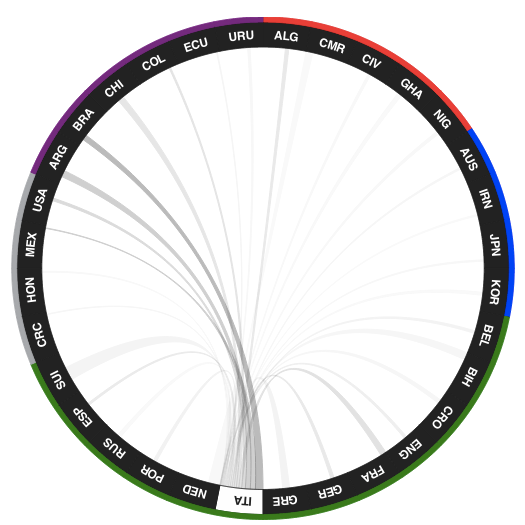 URU
ALG
CMR
CIV
GHA
NIG
AUS
IRN
JPN
KOR
BEL
BIH
CRO
ENG
FRA
GER
GRE
ITA
NED
POR
RUS
ESP
SUI
CRC
HON
MEX
USA
ARG
BRA
CHI
COL
ECU